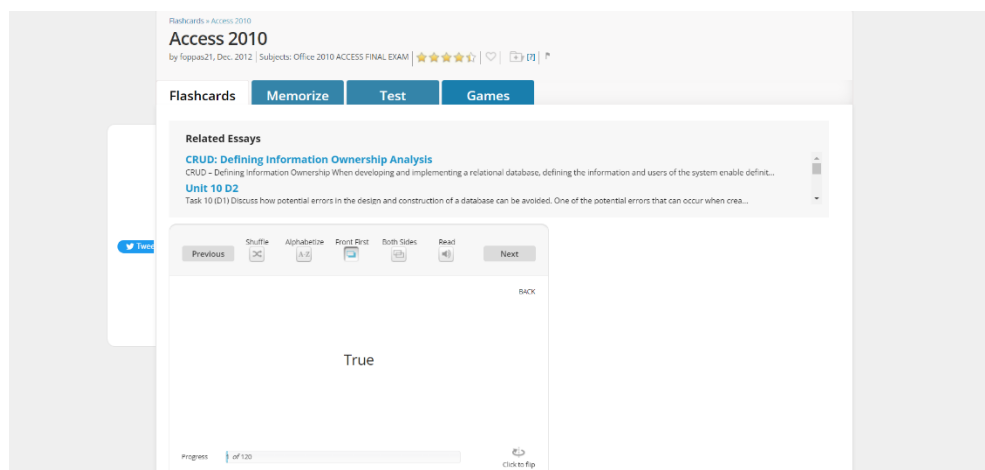 Flashcards » Access 2010
Access 2010
by foppas21, Dec. 2012 | Subjects: Office 2010 ACCESS FINAL EXAM | [?]
Flashcards Memorize Test Games
Related Essays
CRUD: Defining Information Ownership Analysis
CRUD – Defining Information Ownership When developing and implementing a relational database, defining the information and users of the system enable definit...
Unit 10 D2
Task 10 (D1) Discuss how potential errors in the design and construction of a database can be avoided. One of the potential errors that can occur when crea...
Twee
Previous Shuffle Alphabetize Front First Both Sides Read Next
A-Z
BACK
True
Progress 1 of 120
Click to flip